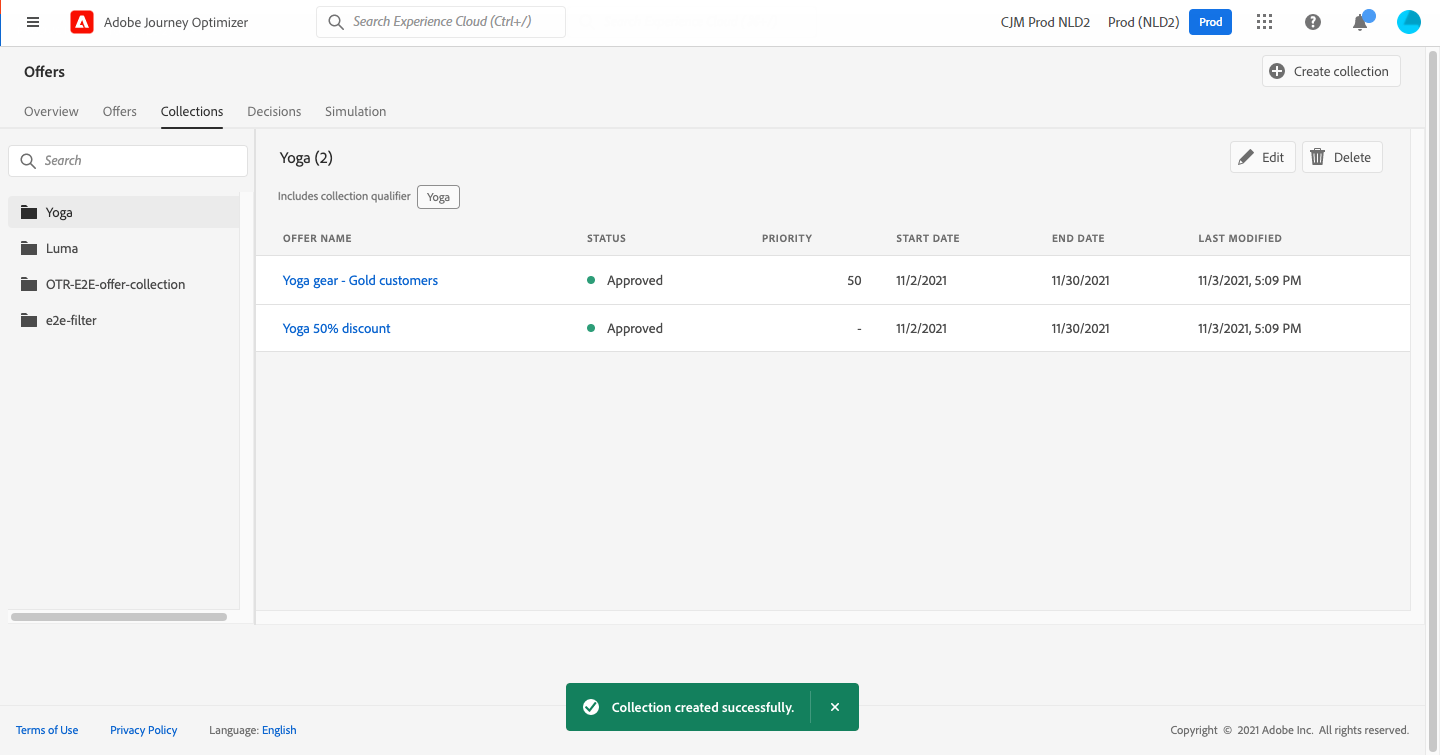 Adobe Journey Optimizer Search Experience Cloud (Ctrl+/) CJM Prod NLD2 Prod (NLD2) Prod
Offers Create collection
Overview Offers Collections Decisions Simulation
Search
Yoga
Luma
OTR-E2E-offer-collection
e2e-filter
Yoga (2) Edit Delete
Includes collection qualifier Yoga
OFFER NAME STATUS PRIORITY START DATE END DATE LAST MODIFIED
Yoga gear - Gold customers Approved 50 11/2/2021 11/30/2021 11/3/2021, 5:09 PM
Yoga 50% discount Approved - 11/2/2021 11/30/2021 11/3/2021, 5:09 PM
Collection created successfully.
Terms of Use Privacy Policy Language: English Copyright © 2021 Adobe Inc. All rights reserved.